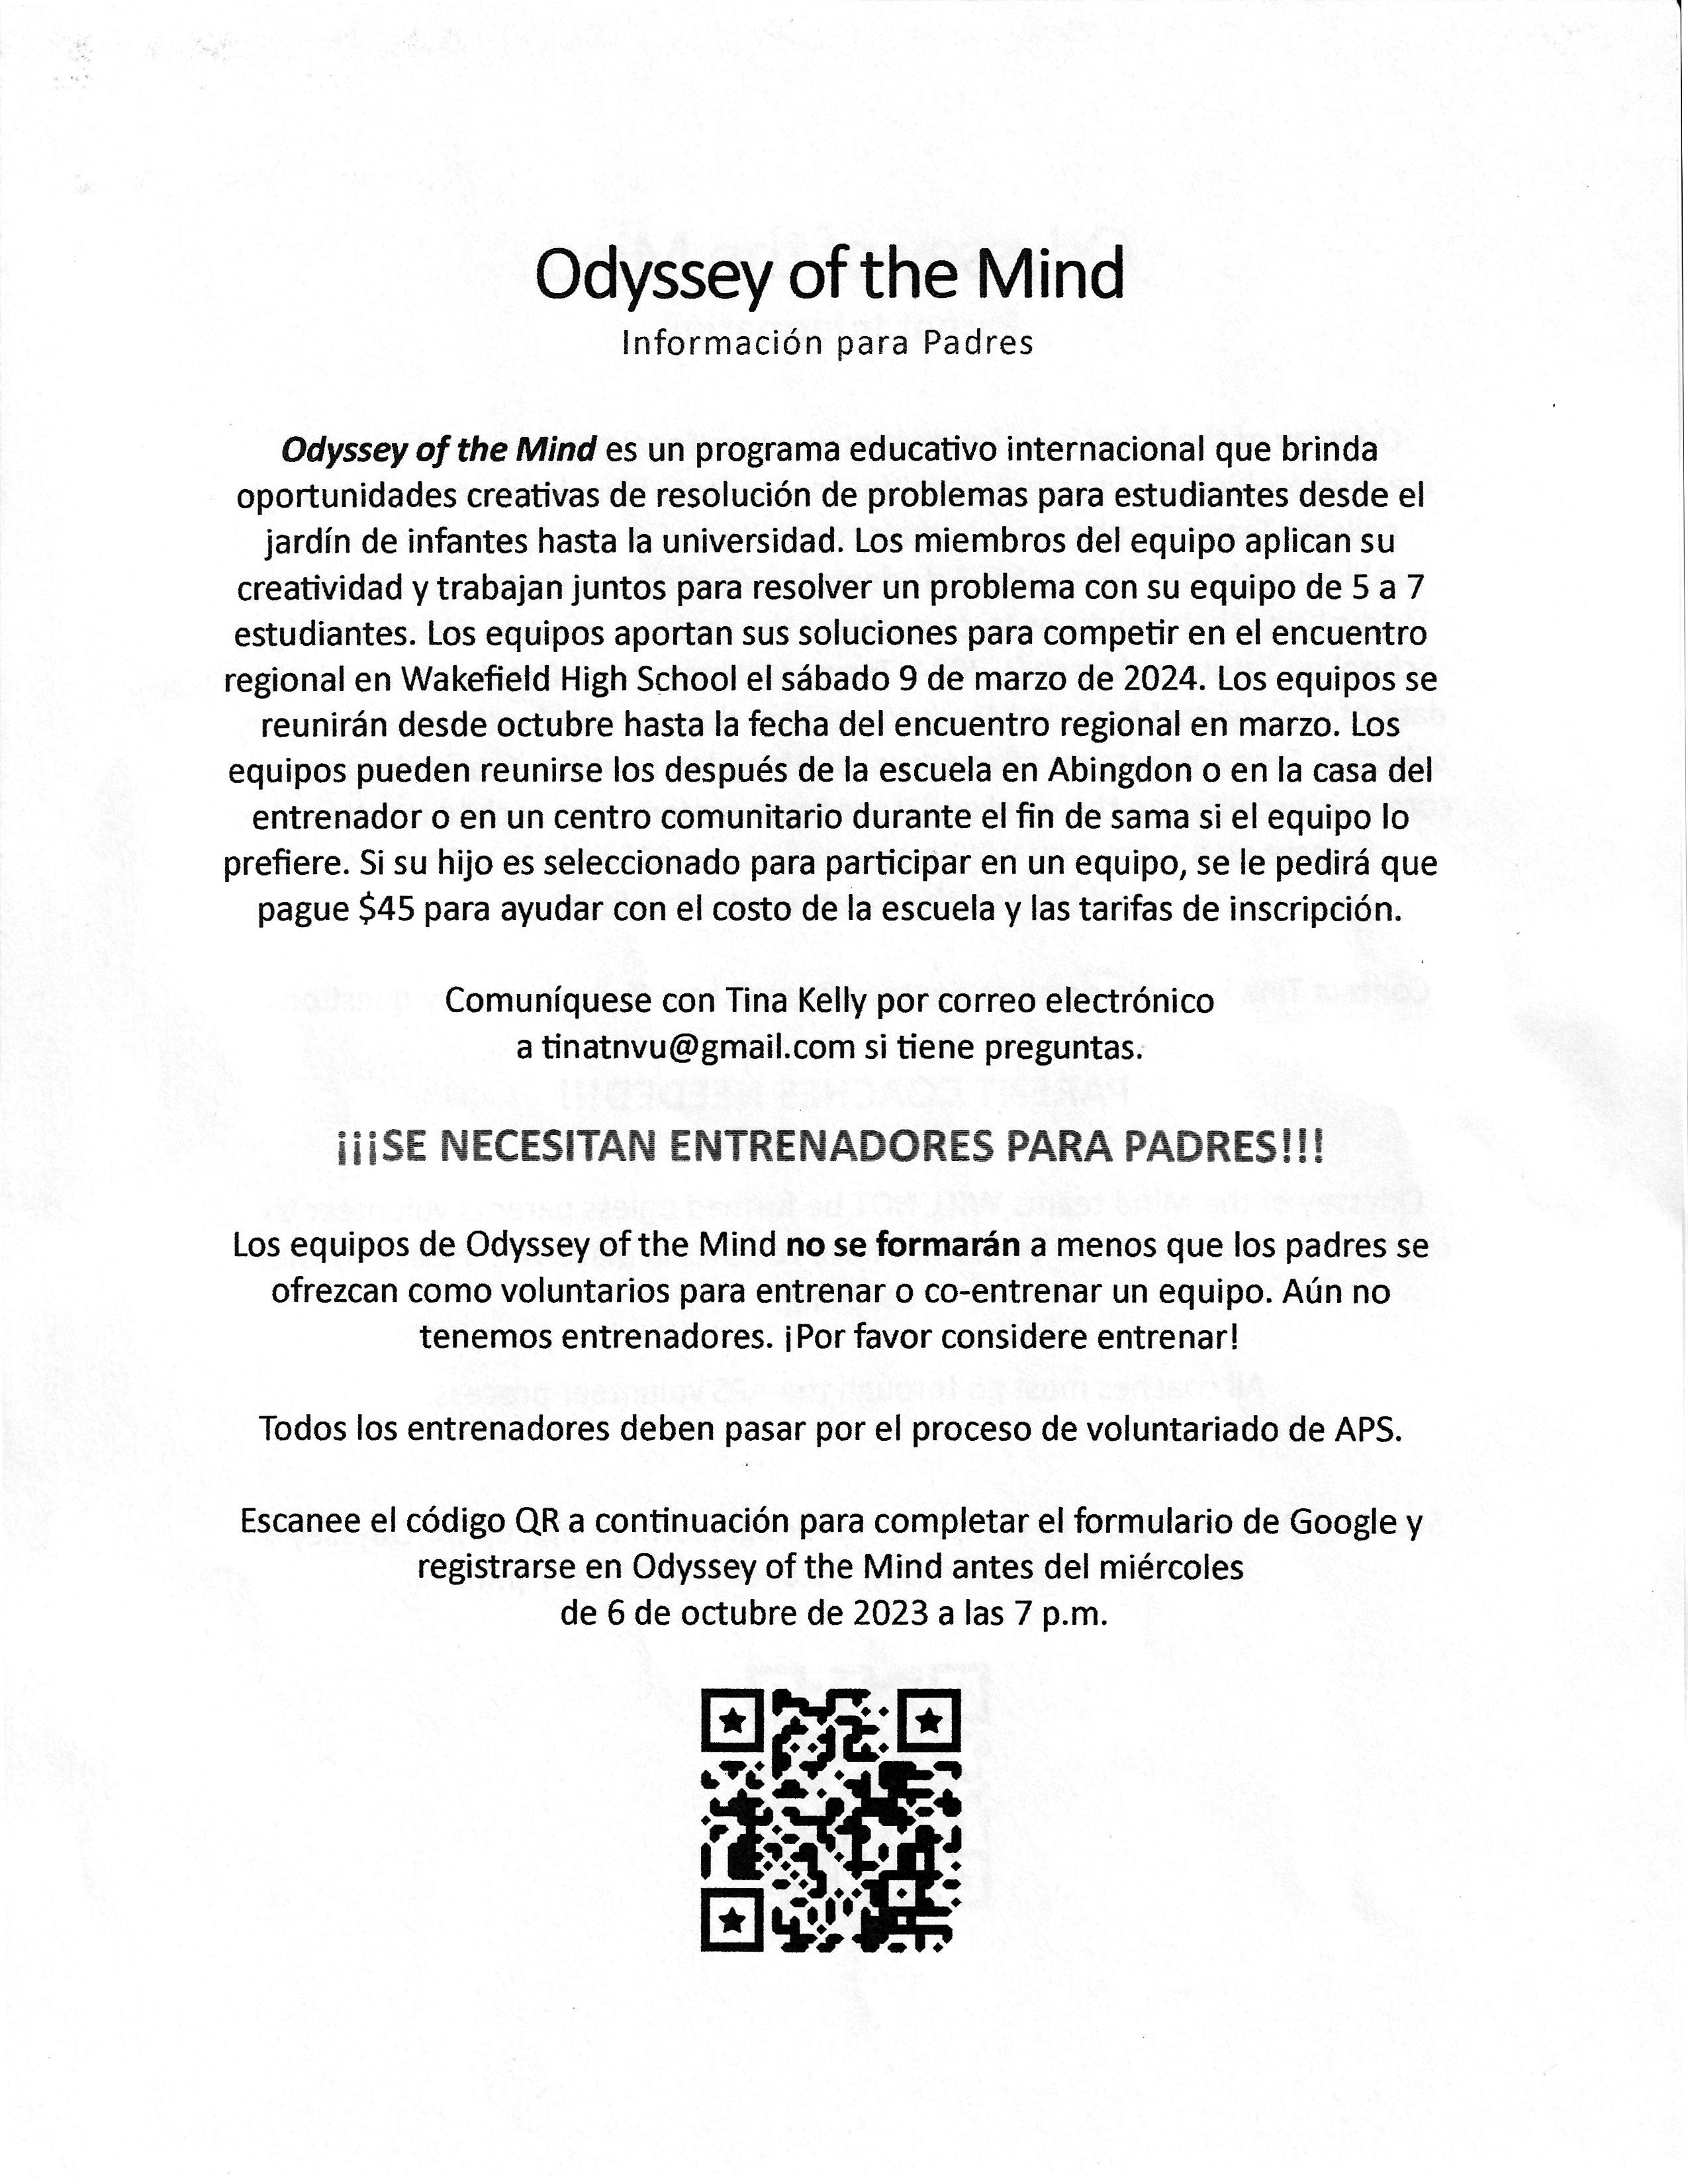 Odyssey of the Mind
Información para Padres
Odyssey of the Mind es un programa educativo internacional que brinda
oportunidades creativas de resolución de problemas para estudiantes desde el
jardín de infantes hasta la universidad. Los miembros del equipo aplican su
creatividad y trabajan juntos para resolver un problema con su equipo de 5 a 7
estudiantes. Los equipos aportan sus soluciones para competir en el encuentro
regional en Wakefield High School el sábado 9 de marzo de 2024. Los equipos se
reunirán desde octubre hasta la fecha del encuentro regional en marzo. Los
equipos pueden reunirse los después de la escuela en Abingdon o en la casa del
entrenador o en un centro comunitario durante el fin de sama si el equipo lo
prefiere. Si su hijo es seleccionado para participar en un equipo, se le pedirá que
pague $45 para ayudar con el costo de la escuela y las tarifas de inscripción.
Comuníquese con Tina Kelly por correo electrónico
a tinatnvu@gmail.com si tiene preguntas.
¡¡¡SE NECESITAN ENTRENADORES PARA PADRES!!!
Los equipos de Odyssey of the Mind no se formarán a menos que los padres se
ofrezcan como voluntarios para entrenar o co-entrenar un equipo. Aún no
tenemos entrenadores. ¡Por favor considere entrenar!
Todos los entrenadores deben pasar por el proceso de voluntariado de APS.
Escanee el código QR a continuación para completar el formulario de Google y
registrarse en Odyssey of the Mind antes del miércoles
de 6 de octubre de 2023 a las 7 p.m.